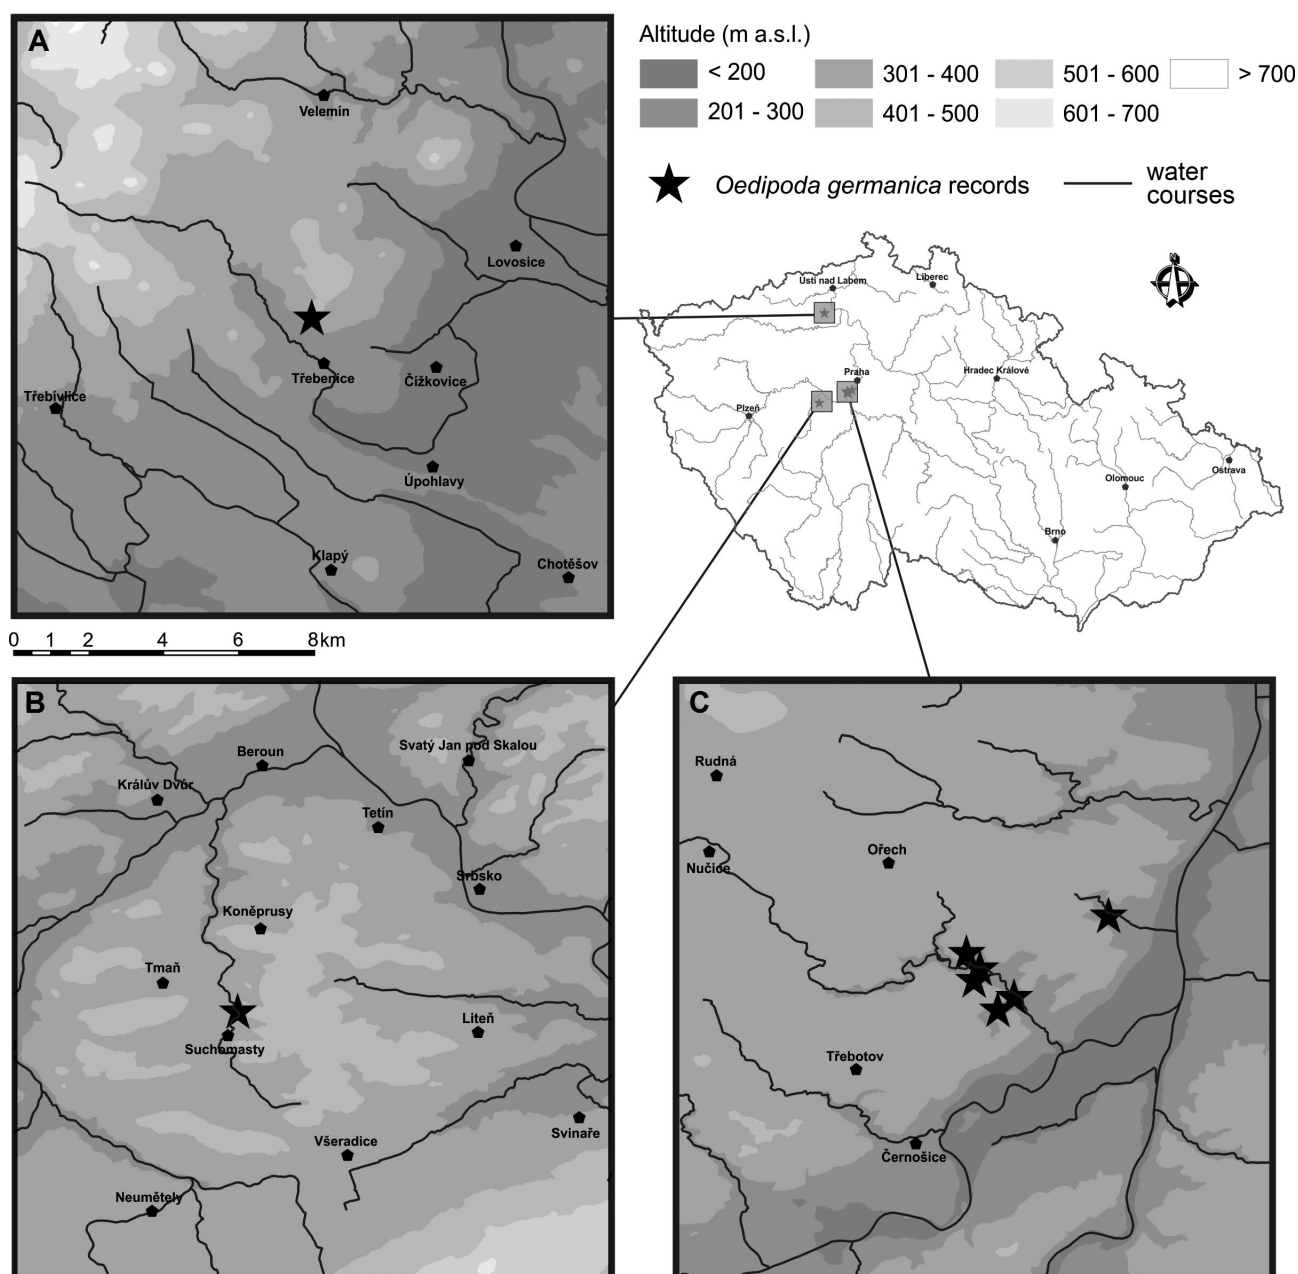 A
Velemín
Lovosice
Třebenice
Čížkovice
Třebívlice
Úpohlavy
Klapý
Chotěšov
0 1 2 4 6 8km
Altitude (m a.s.l.)
< 200
301 - 400
501 - 600
> 700
201 - 300
401 - 500
601 - 700
Oedipoda germanica records
water
courses
Ústí nad Labem
Liberec
Praha
Hradec Králové
Plzeň
Ostrava
Olomouc
Brno
B
Beroun
Svatý Jan pod Skalou
Králův Dvůr
Tetín
Srbsko
Koněprusy
Tmaň
Liteň
Suchomasty
Svinaře
Všeradice
Neumětely
C
Rudná
Ořech
Nučice
Třebotov
Černošice